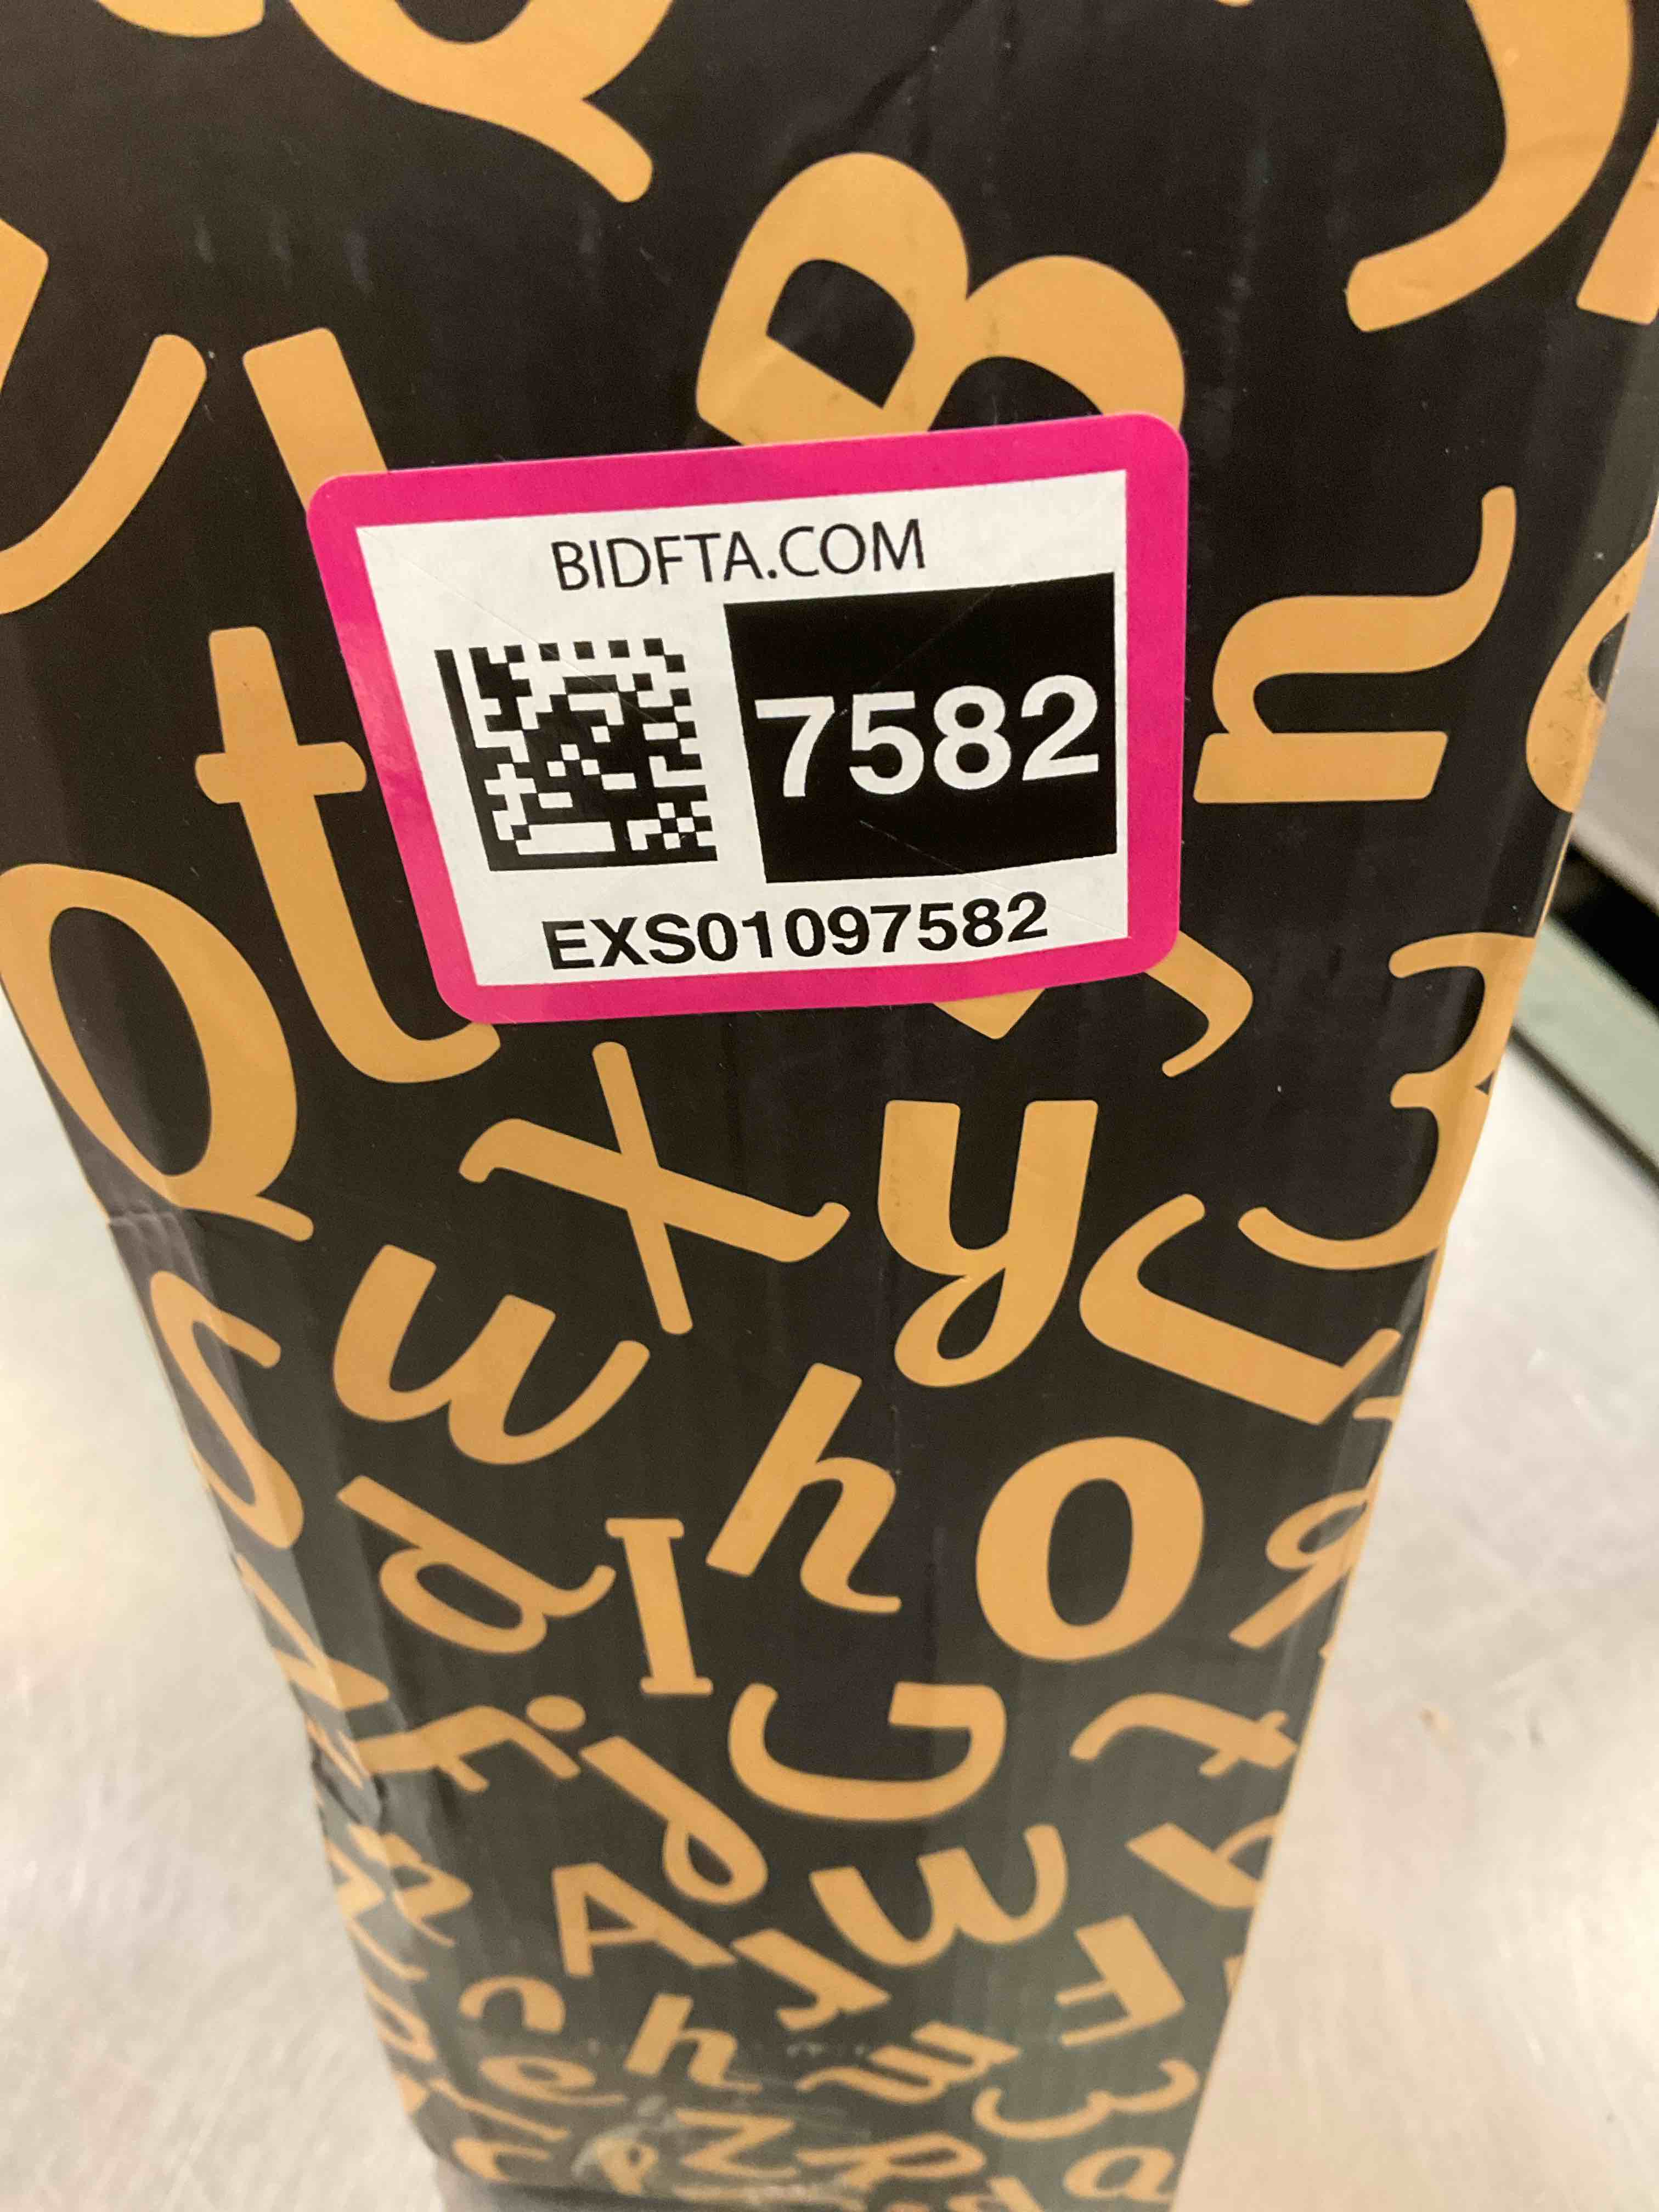 BIDFTA.COM
7582
EXS01097582
B
n
t
Q
x
y
w
h
O
d
I
G
j
A
w
h
e
Z
a